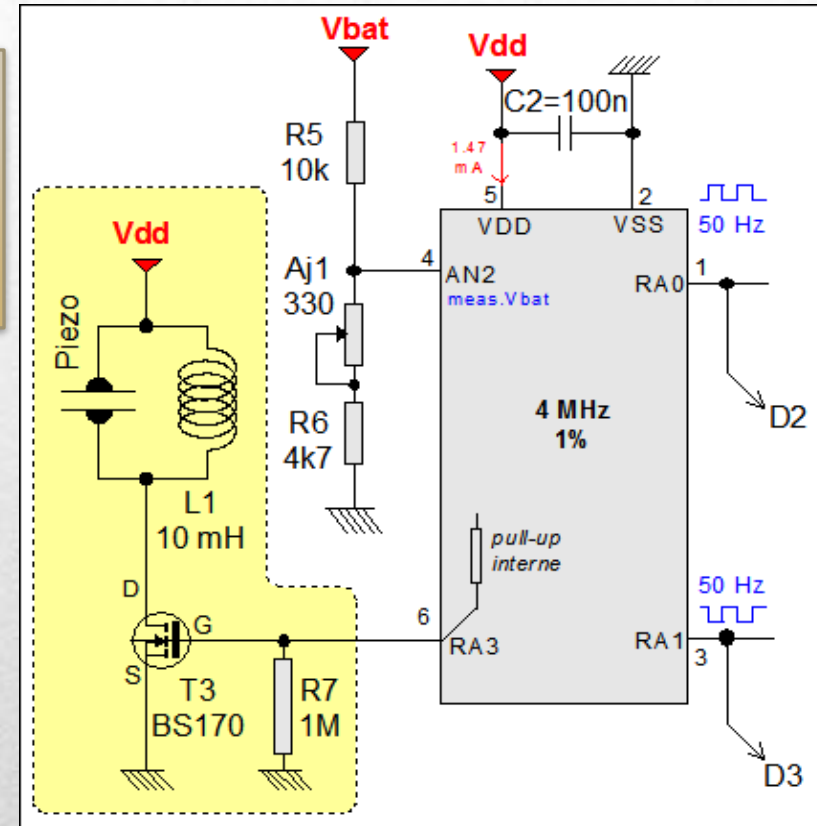 Vbat
Vdd
C2=100n
R5
10k
1.47
mA
5
2
VDD
VSS
50 Hz
Vdd
Aj1
330
4
AN2
meas.Vbat
RA0
1
Piezo
4 MHz
1%
D2
R6
4k7
L1
10 mH
pull-up
interne
50 Hz
D
G
S
6
RA3
RA1
3
T3
BS170
R7
1M
D3